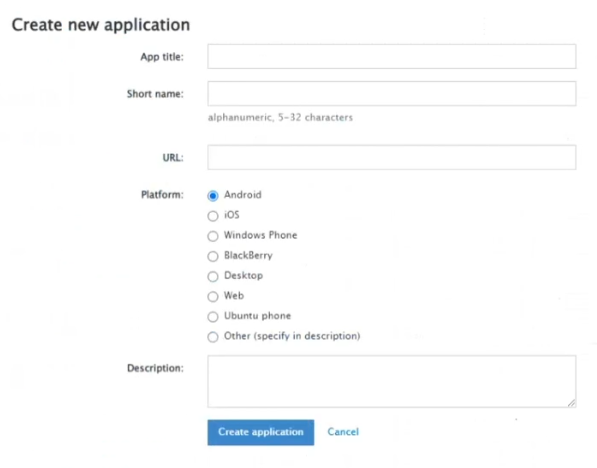 Create new application
App title:
Short name:
alphanumeric, 5-32 characters
URL:
Platform:
Android
iOS
Windows Phone
BlackBerry
Desktop
Web
Ubuntu phone
Other (specify in description)
Description:
Create application Cancel